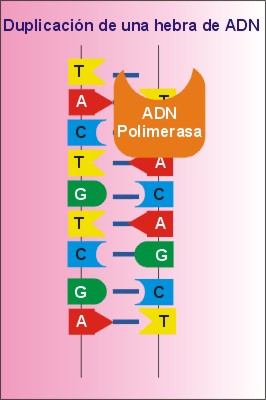 Duplicación de una hebra de ADN
T
A T
C
ADN
Polimerasa
T A
G C
T A
C G
G C
A T